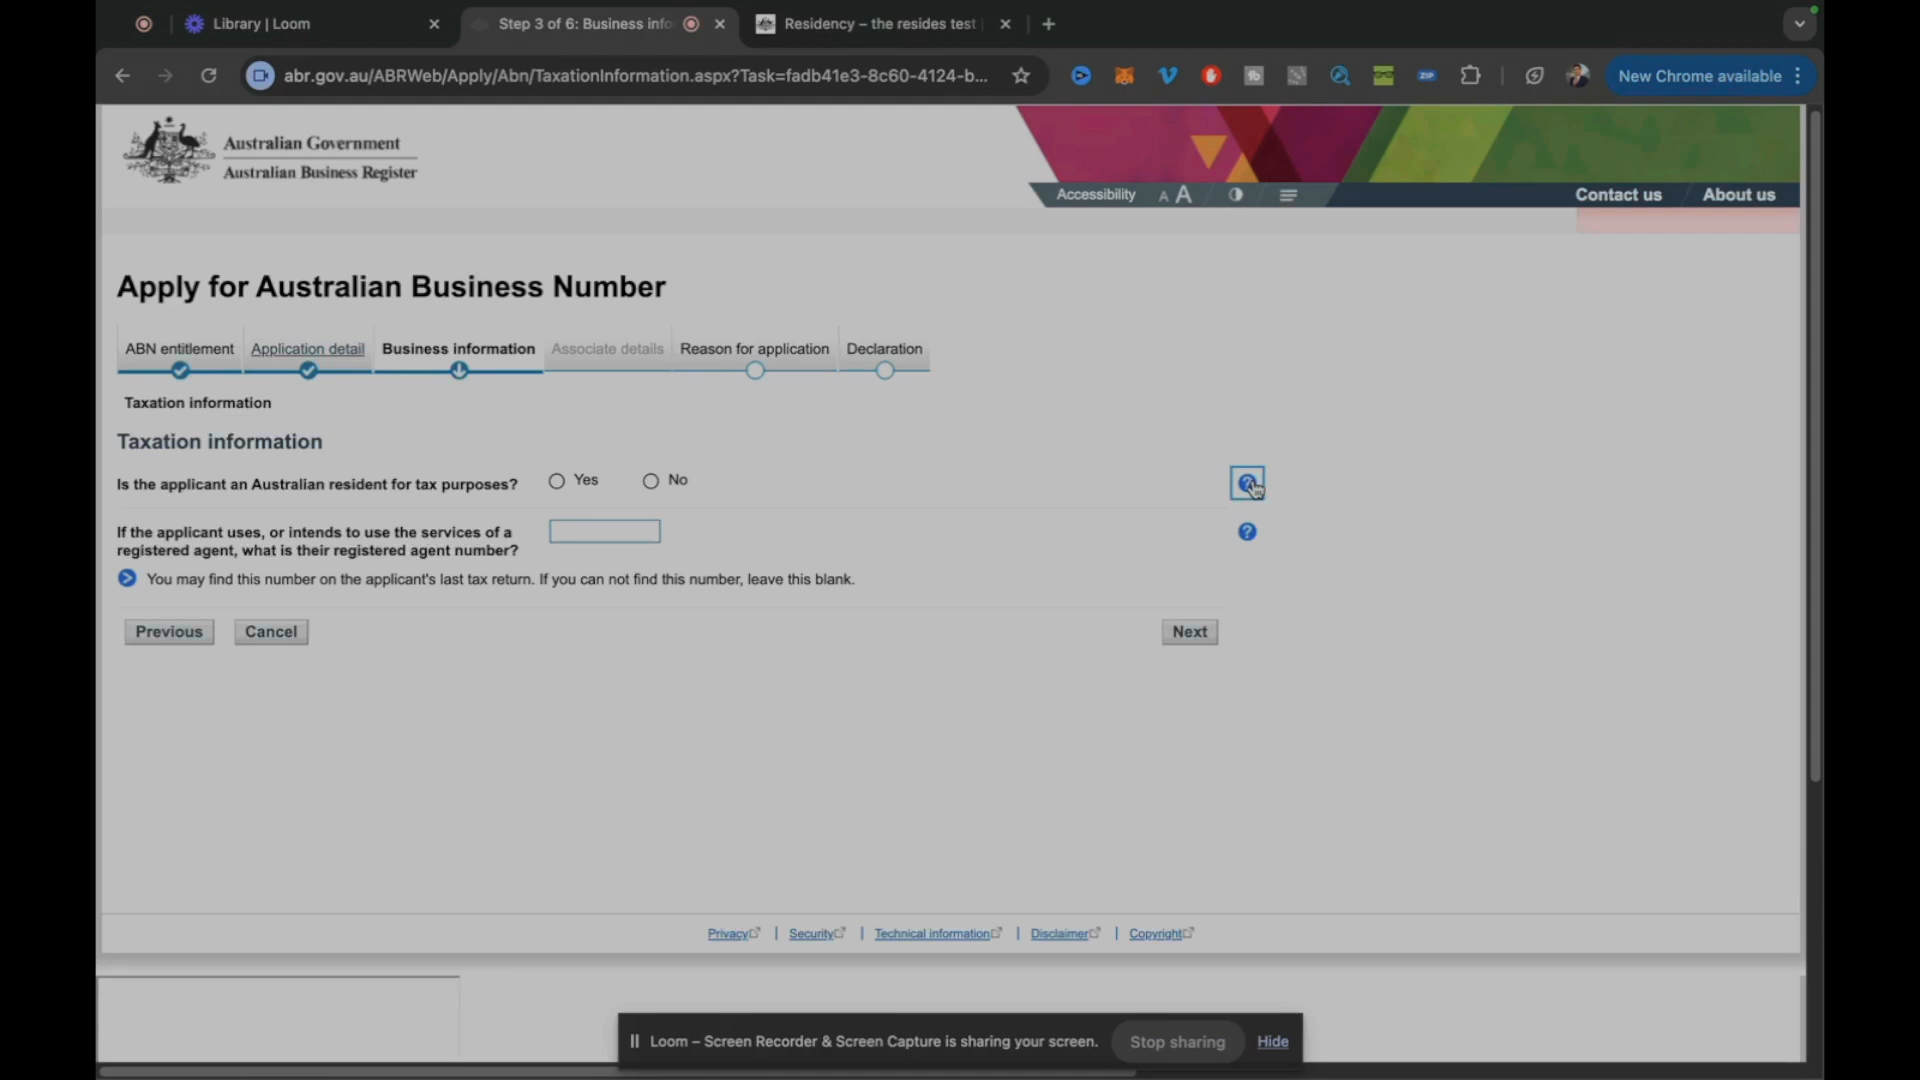 Library | Loom
Step 3 of 6: Business info
Residency – the resides test
abr.gov.au/ABRWeb/Apply/Abn/TaxationInformation.aspx?Task=fadb41e3-8c60-4124-b...
ZIP
New Chrome available
Australian Government
Australian Business Register
Accessibility A A
Contact us
About us
Apply for Australian Business Number
ABN entitlement
Application detail
Business information
Associate details
Reason for application
Declaration
Taxation information
Taxation information
Is the applicant an Australian resident for tax purposes?
Yes
No
If the applicant uses, or intends to use the services of a
registered agent, what is their registered agent number?
?
You may find this number on the applicant's last tax return. If you can not find this number, leave this blank.
Previous
Cancel
Next
Privacy | Security | Technical information | Disclaimer | Copyright
Loom – Screen Recorder & Screen Capture is sharing your screen.
Stop sharing
Hide